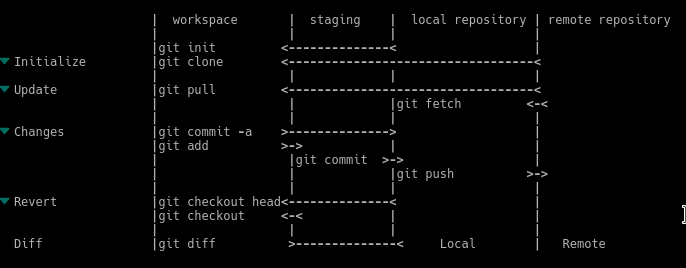 |  workspace       |  staging    |  local repository | remote repository
|                  |             |                   |
|git init         <---------------<                   |
Initialize |git clone        <-----------------------------------<
|                  |             |                   |
Update |git pull         <-----------------------------------<
|                  |             |git fetch         <-<
|                  |             |                   |
Changes |git commit -a    >--------------->                   |
|git add          >->            |                   |
|                  |git commit  >->                  |
|                  |             |git push          >->
|                  |             |                   |
Revert |git checkout head<---------------<                   |
|git checkout     <-<            |                   |
|                  |             |                   |
Diff |git diff          >---------------<     Local        |   Remote